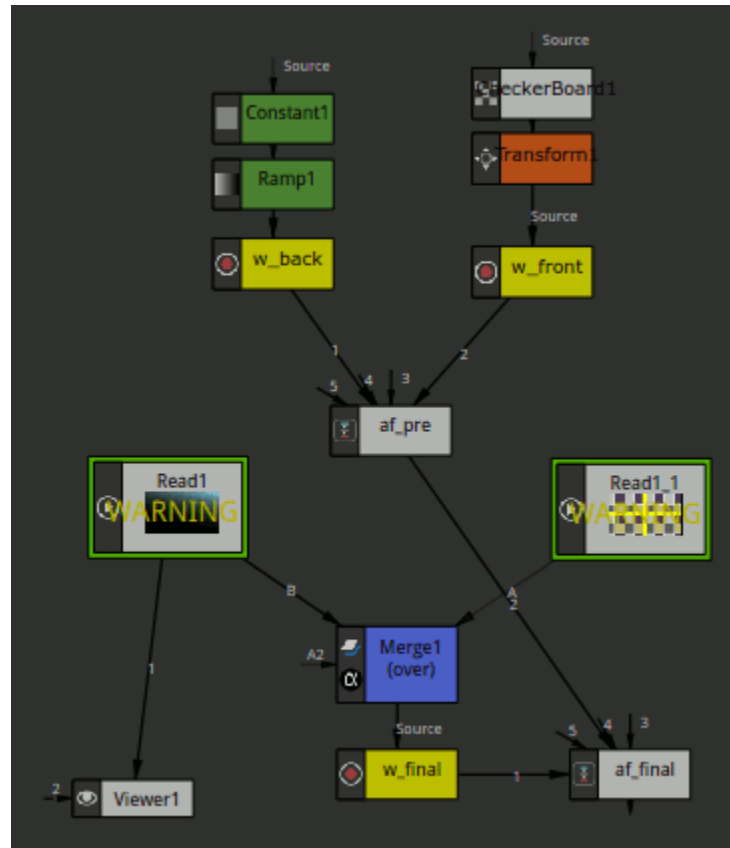 Source
Source
CheckerBoard1
Constant1
Transform1
Ramp1
Source
w_back
w_front
1
2
5
4
3
af_pre
Read1
WARNING
Read1_1
WARNING
B
A
2
A2
Merge1
(over)
α
1
Source
5
4
3
w_final
1
af_final
2
Viewer1